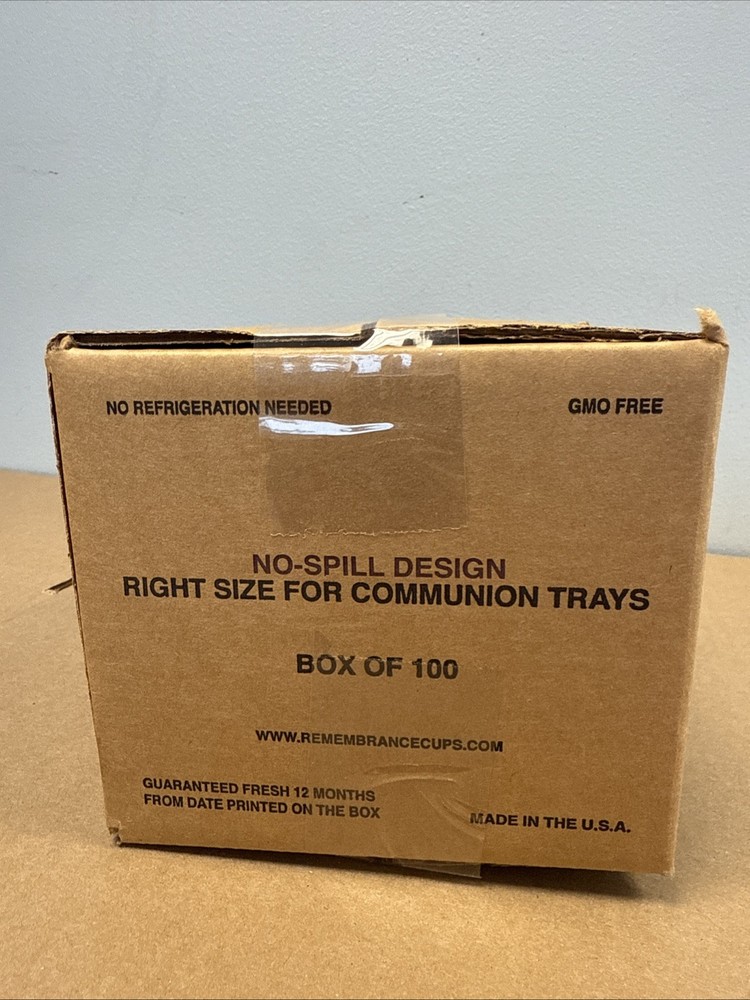 NO REFRIGERATION NEEDED
GMO FREE
NO-SPILL DESIGN
RIGHT SIZE FOR COMMUNION TRAYS
BOX OF 100
WWW.REMEMBRANCECUPS.COM
GUARANTEED FRESH 12 MONTHS
FROM DATE PRINTED ON THE BOX
MADE IN THE U.S.A.